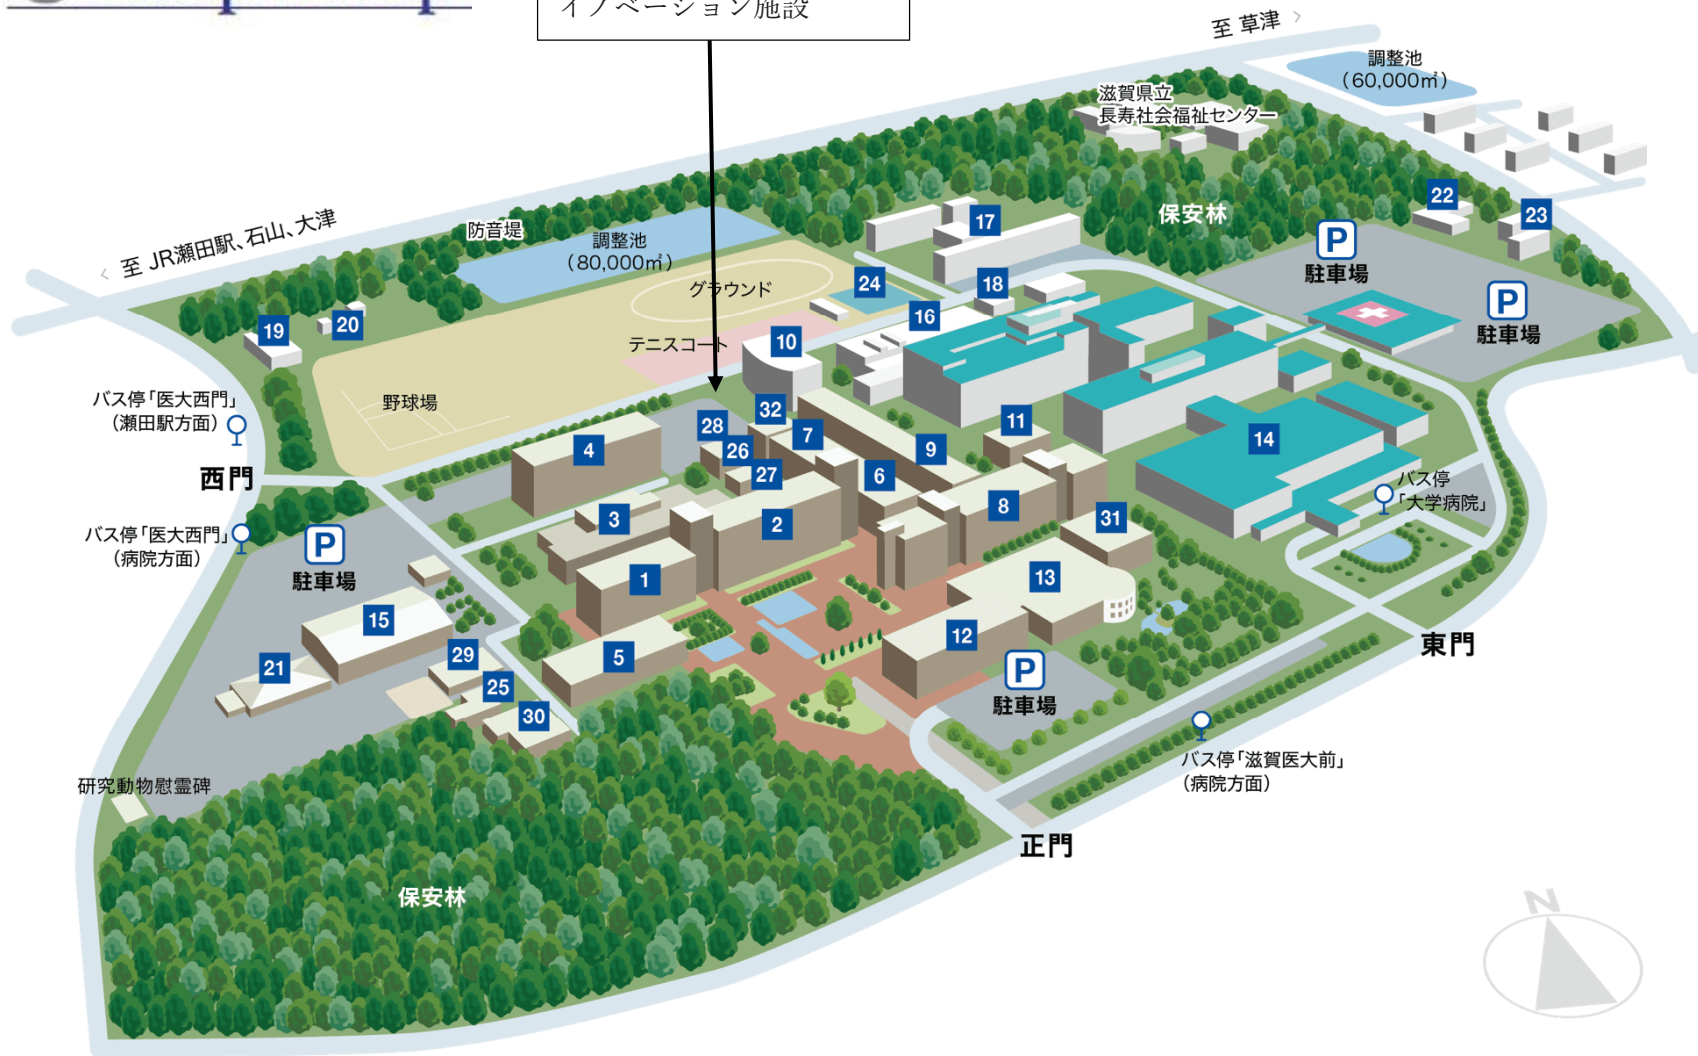 イノベーション施設
至 草津 >
調整池
（60,000㎡）
滋賀県立
長寿社会福祉センター
22
23
17
保安林
P
駐車場
< 至 JR瀬田駅、石山、大津
防音堤
調整池
（80,000㎡）
グラウンド
24
18
P
駐車場
19
20
16
テニスコート
10
バス停「医大西門」
（瀬田駅方面）
野球場
32
11
28
7
14
4
26
9
西門
27
6
バス停
「大学病院」
8
3
2
31
バス停「医大西門」
（病院方面）
P
駐車場
1
13
15
12
東門
29
5
21
P
駐車場
25
30
バス停「滋賀医大前」
（病院方面）
研究動物慰霊碑
正門
保安林
N